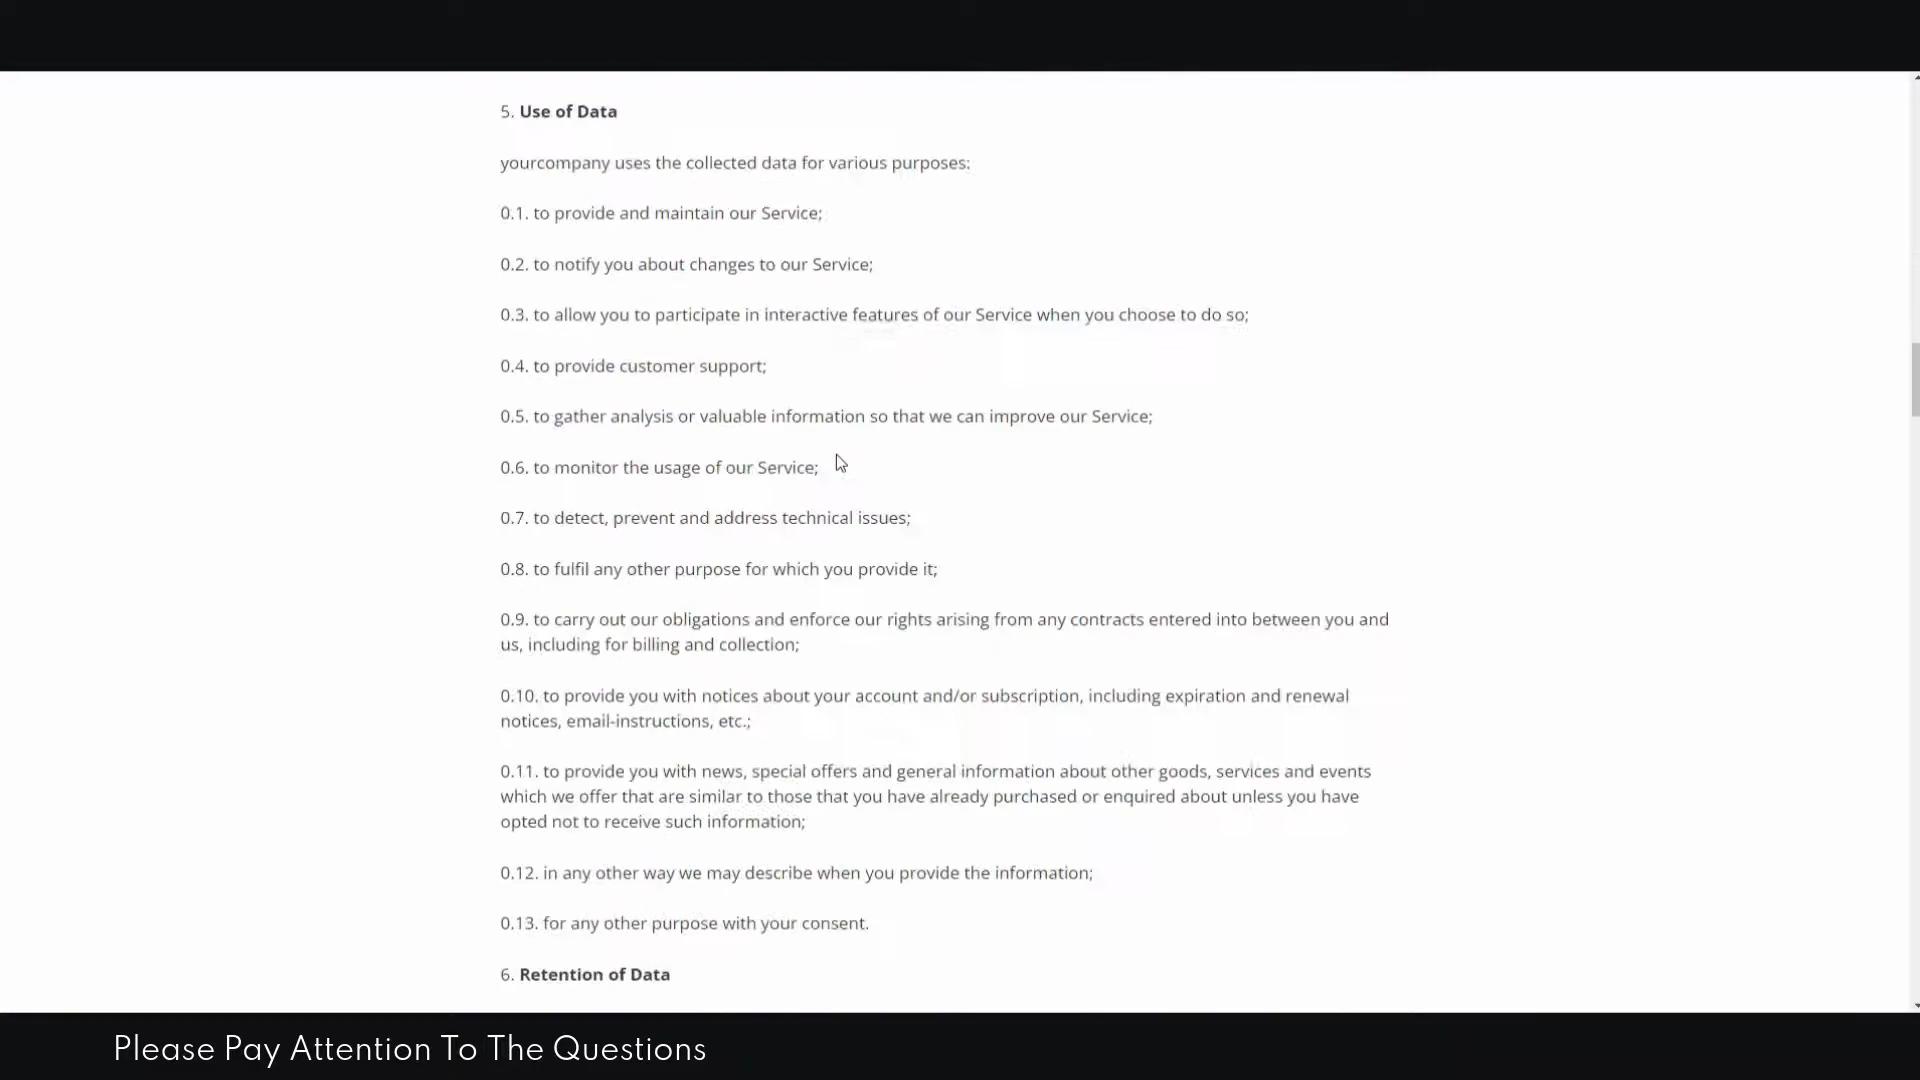 5. Use of Data
yourcompany uses the collected data for various purposes:
0.1. to provide and maintain our Service;
0.2. to notify you about changes to our Service;
0.3. to allow you to participate in interactive features of our Service when you choose to do so;
0.4. to provide customer support;
0.5. to gather analysis or valuable information so that we can improve our Service;
0.6. to monitor the usage of our Service;
0.7. to detect, prevent and address technical issues;
0.8. to fulfil any other purpose for which you provide it;
0.9. to carry out our obligations and enforce our rights arising from any contracts entered into between you and
us, including for billing and collection;
0.10. to provide you with notices about your account and/or subscription, including expiration and renewal
notices, email-instructions, etc.;
0.11. to provide you with news, special offers and general information about other goods, services and events
which we offer that are similar to those that you have already purchased or enquired about unless you have
opted not to receive such information;
0.12. in any other way we may describe when you provide the information;
0.13. for any other purpose with your consent.
6. Retention of Data
Please Pay Attention To The Questions